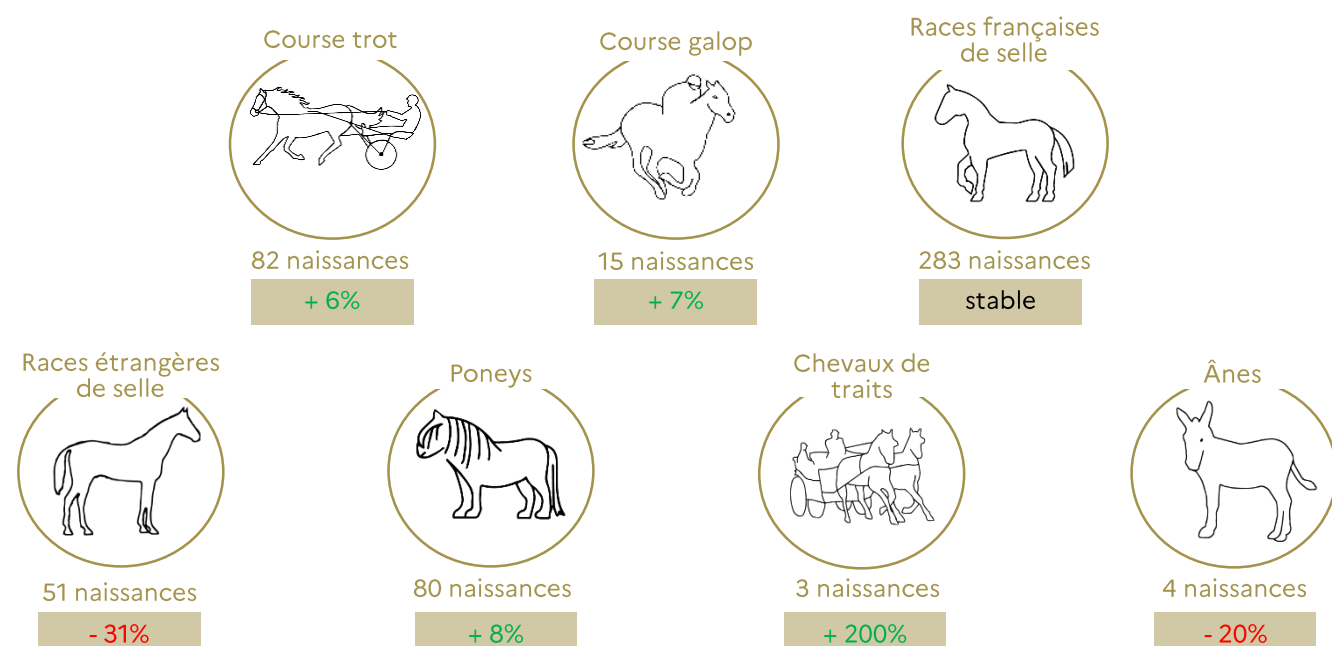 Course trot
82 naissances
+ 6%
Course galop
15 naissances
+ 7%
Races françaises
de selle
283 naissances
stable
Races étrangères
de selle
51 naissances
- 31%
Poneys
80 naissances
+ 8%
Chevaux de
traits
3 naissances
+ 200%
Ânes
4 naissances
- 20%